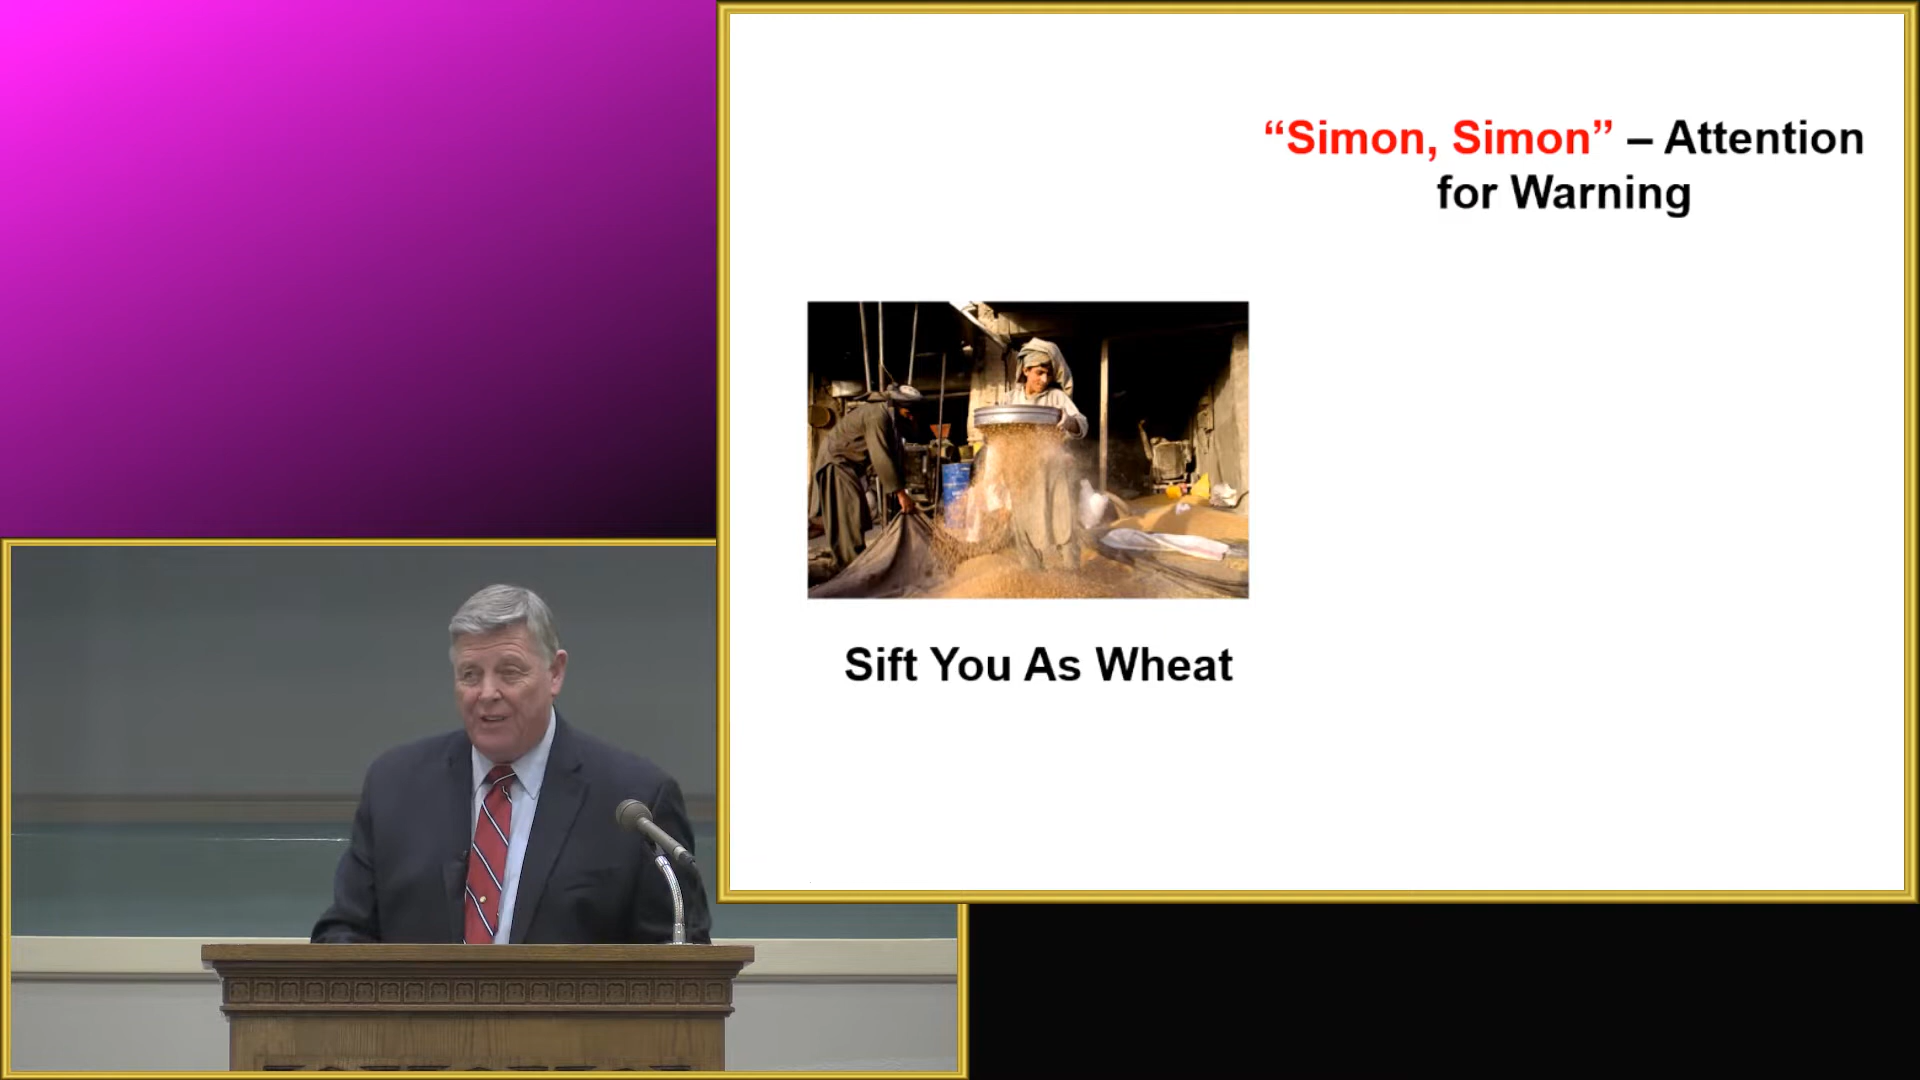 “Simon, Simon” – Attention
for Warning
Sift You As Wheat